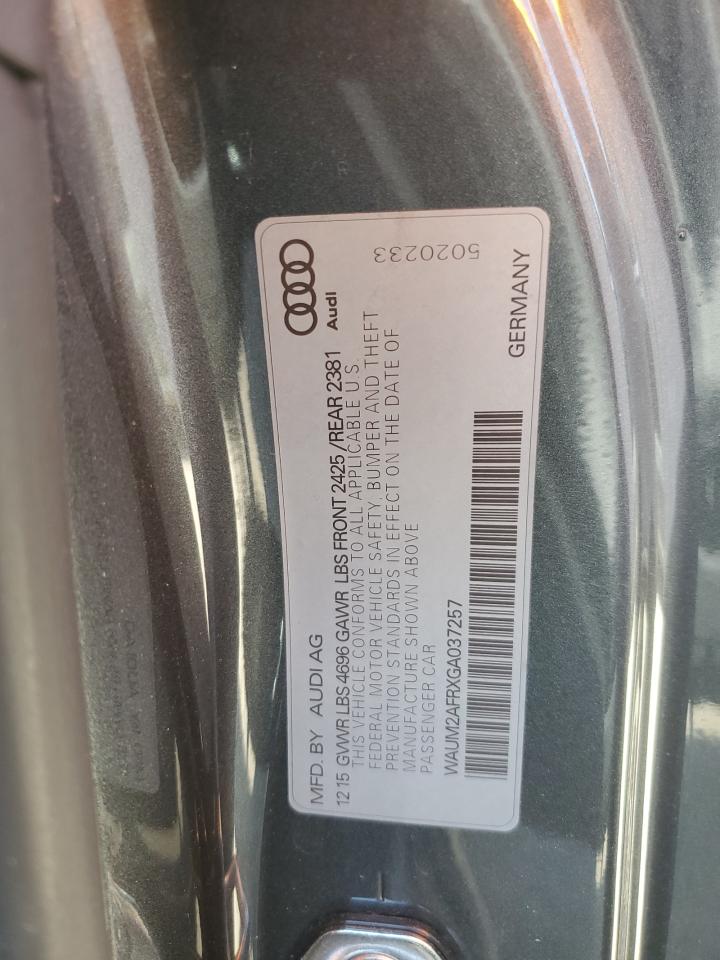 MFD. BY AUDI AG
Audi
12 15 GVWR LBS 4696 GAWR LBS FRONT 2425 /REAR 2381
THIS VEHICLE CONFORMS TO ALL APPLICABLE U.S.
FEDERAL MOTOR VEHICLE SAFETY, BUMPER AND THEFT
PREVENTION STANDARDS IN EFFECT ON THE DATE OF
MANUFACTURE SHOWN ABOVE
PASSENGER CAR
5020233
WAUM2AFRXGA037257
GERMANY